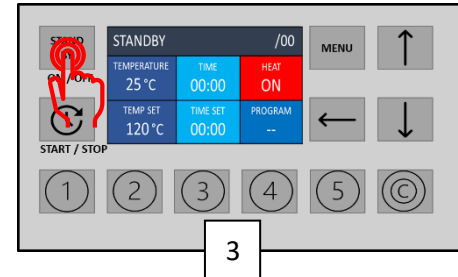 STAND
ON / OFF
START / STOP
STANDBY /00
TEMPERATURE TIME HEAT
25 °C 00:00 ON
TEMP SET TIME SET PROGRAM
120 °C 00:00 --
MENU
1 2 3 4 5 C
3